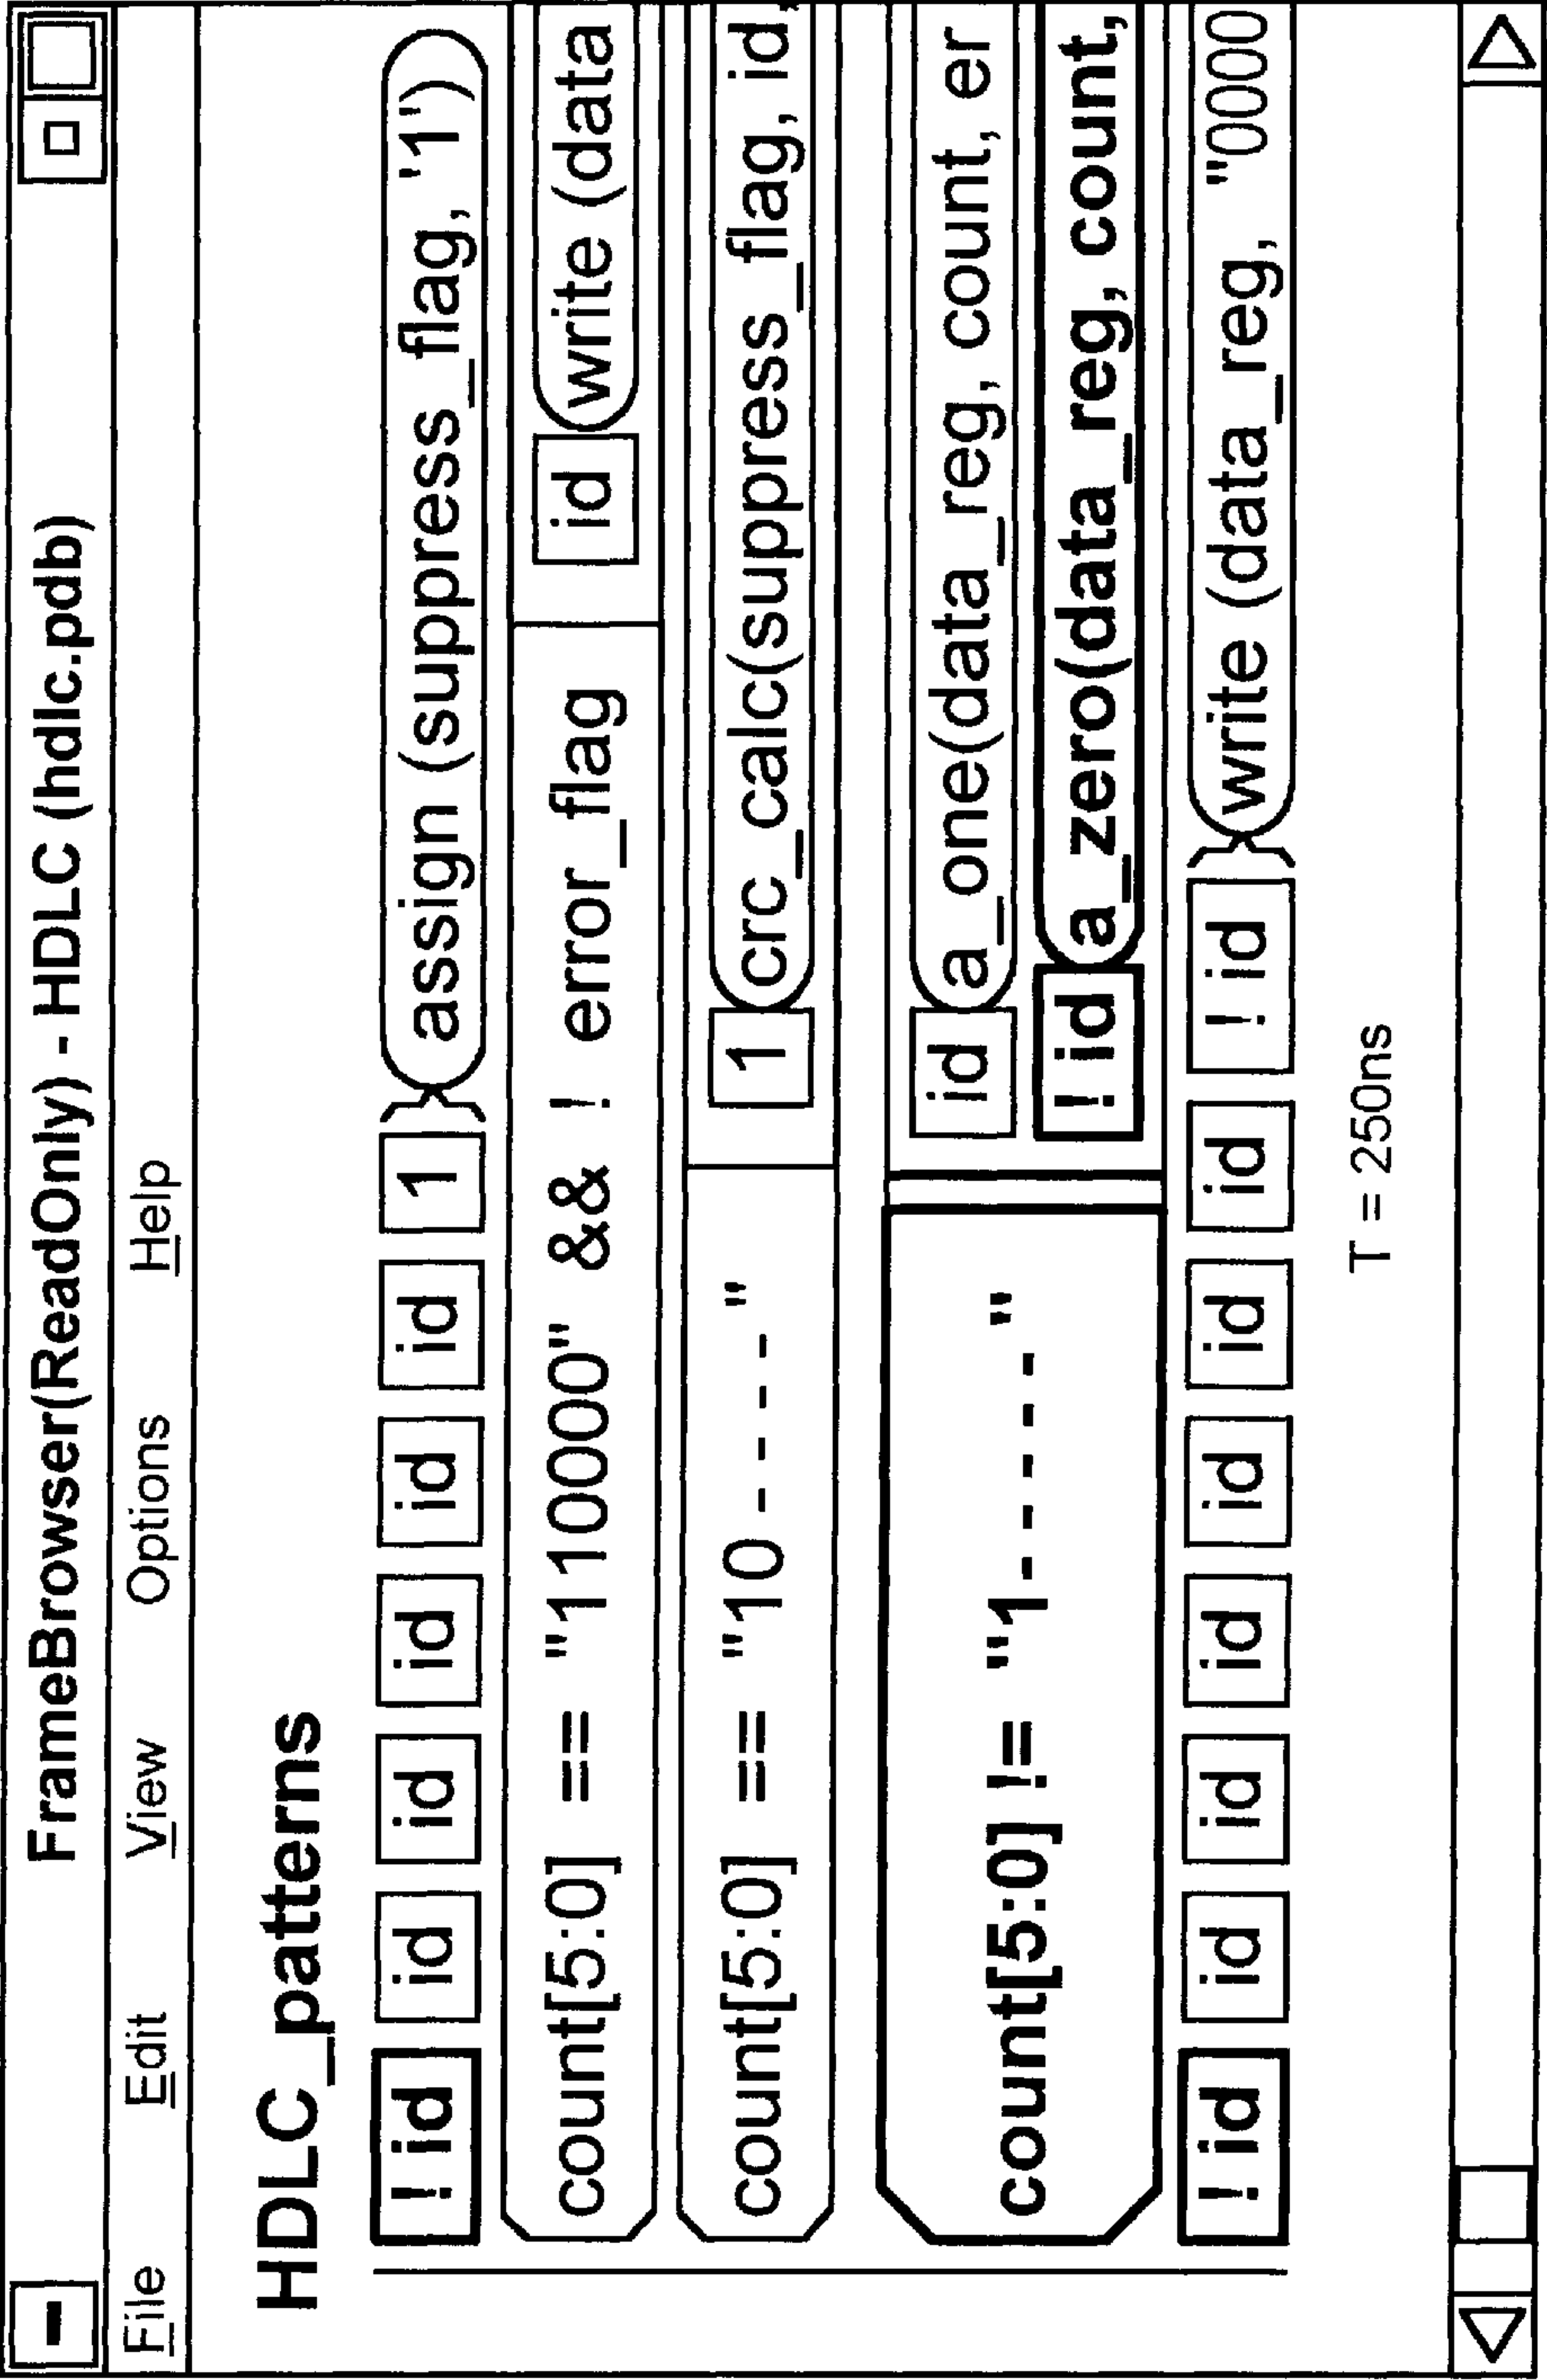 FrameBrowser(ReadOnly) - HDLC (hdlc.pdb)
File Edit View Options Help
HDLC_patterns
! id id id id id id 1 assign (suppress_flag, '1')
count[5:0] == "110000" && ! error_flag id write (data
count[5:0] == "10 - - - - " 1 crc_calc(suppress_flag, id,
id a_one(data_reg, count, er
count[5:0] != "1- - - - - "
! id a_zero(data_reg, count,
! id id id id id id id ! id write (data_reg, "0000
T = 250ns